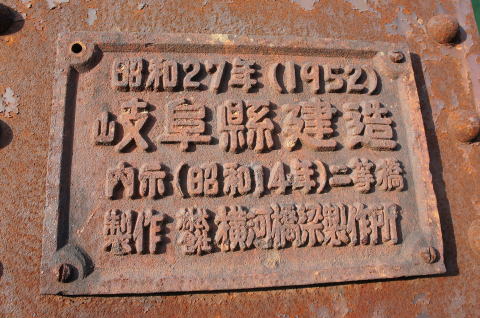 昭和27年(1952)
岐阜縣建造
内示(昭和14年)二等橋
製作 株式會社 横河橋梁製作所